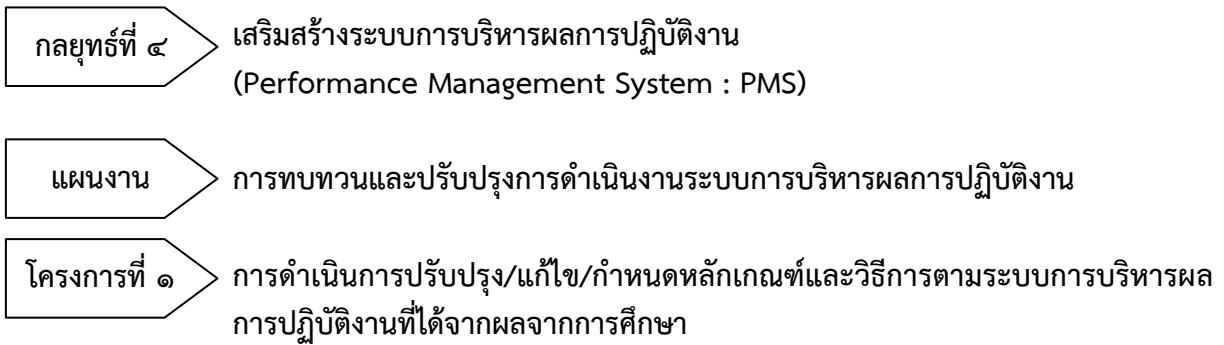 กลยุทธ์ที่ ๔
เสริมสร้างระบบการบริหารผลการปฏิบัติงาน
(Performance Management System : PMS)
แผนงาน
การทบทวนและปรับปรุงการดำเนินงานระบบการบริหารผลการปฏิบัติงาน
โครงการที่ ๑
การดำเนินการปรับปรุง/แก้ไข/กำหนดหลักเกณฑ์และวิธีการตามระบบการบริหารผล
การปฏิบัติงานที่ได้จากผลจากการศึกษา